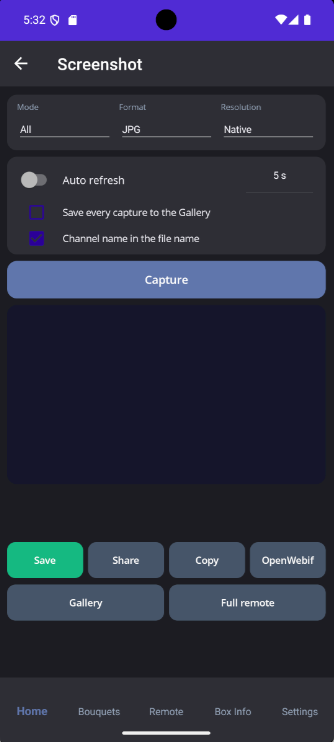 5:32
Screenshot
Mode Format Resolution
All JPG Native
Auto refresh 5 s
Save every capture to the Gallery
Channel name in the file name
Capture
Save Share Copy OpenWebif
Gallery Full remote
Home Bouquets Remote Box Info Settings